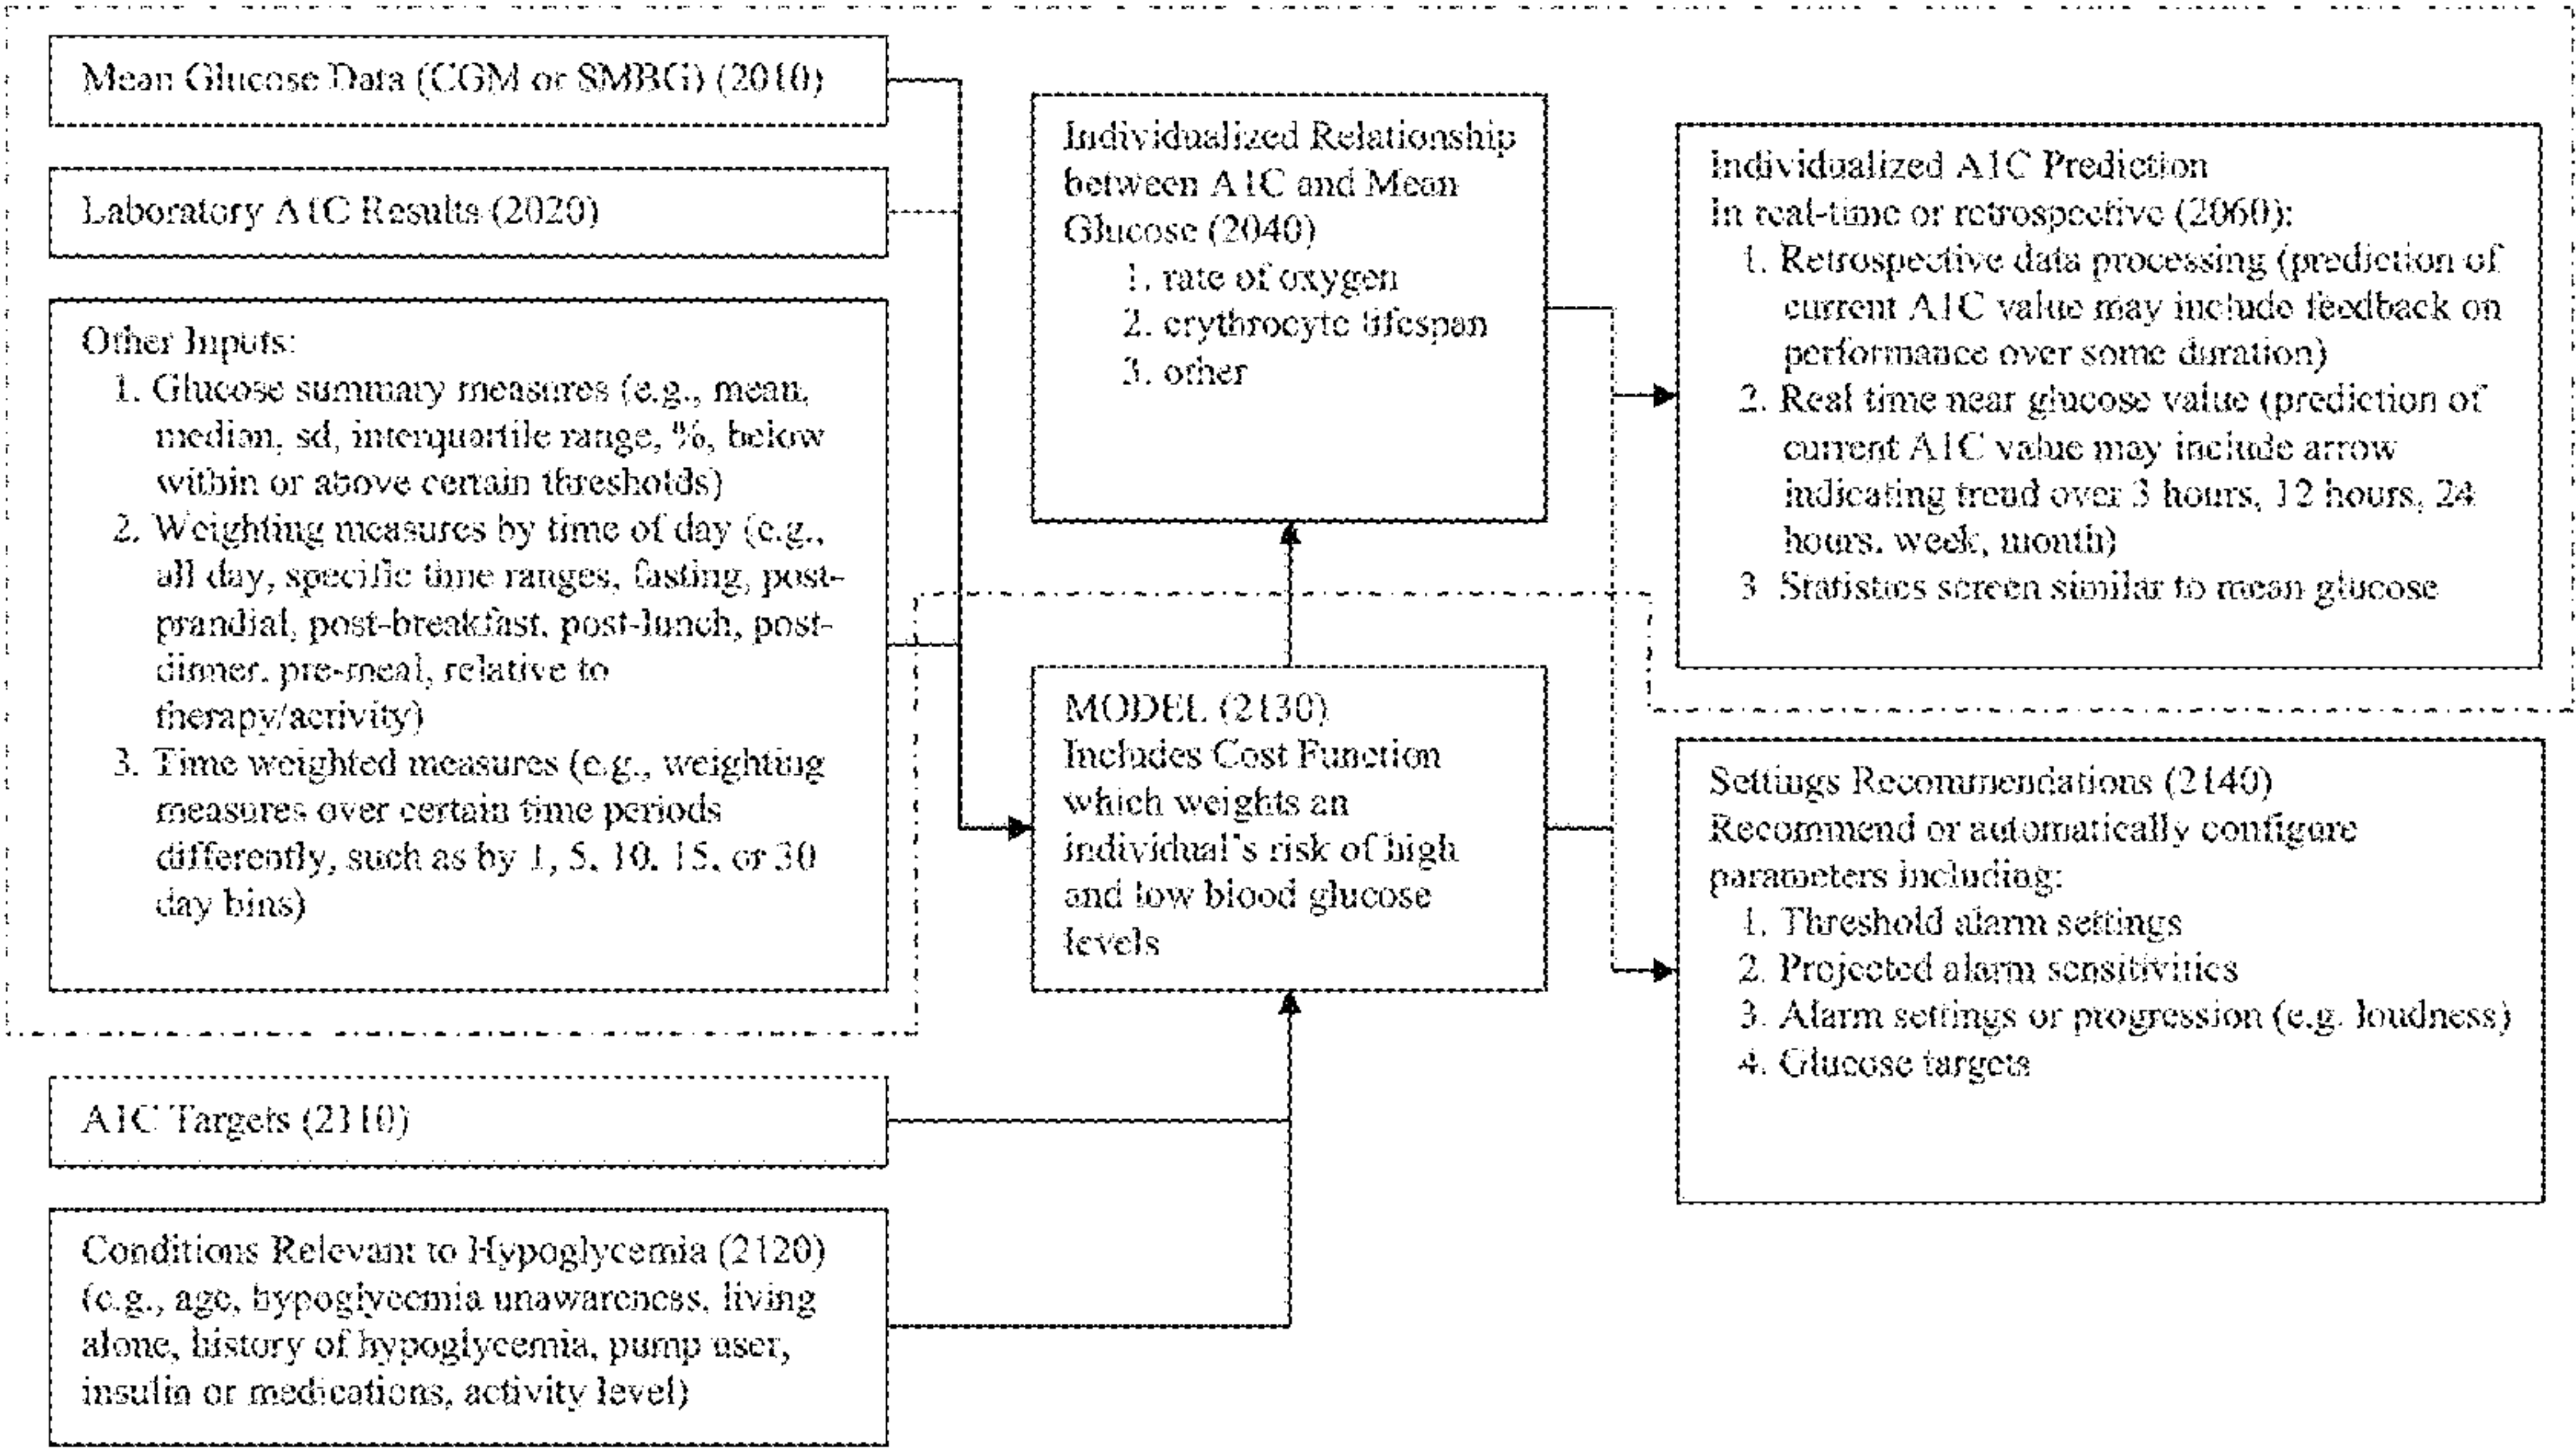 Mean Glucose Data (CGM or SMBG) (2010)
Laboratory A1C Results (2020)
Other Inputs:
1. Glucose summary measures (e.g., mean,
median, sd, interquartile range, %, below
within or above certain thresholds)
2. Weighting measures by time of day (e.g.,
all day, specific time ranges, fasting, post-
prandial, post-breakfast, post-lunch, post-
dinner, pre-meal, relative to
therapy/activity)
3. Time weighted measures (e.g., weighting
measures over certain time periods
differently, such as by 1, 5, 10, 15, or 30
day bins)
A1C Targets (2110)
Conditions Relevant to Hypoglycemia (2120)
(e.g., age, hypoglycemia unawareness, living
alone, history of hypoglycemia, pump user,
insulin or medications, activity level)
Individualized Relationship
between A1C and Mean
Glucose (2040)
1. rate of oxygen
2. erythrocyte lifespan
3. other
MODEL (2130)
Includes Cost Function
which weights an
individual's risk of high
and low blood glucose
levels
Individualized A1C Prediction
In real-time or retrospective (2060):
1. Retrospective data processing (prediction of
current A1C value may include feedback on
performance over some duration)
2. Real time near glucose value (prediction of
current A1C value may include arrow
indicating trend over 3 hours, 12 hours, 24
hours, week, month)
3 Statistics screen similar to mean glucose
Settings Recommendations (2140)
Recommend or automatically configure
parameters including:
1. Threshold alarm settings
2. Projected alarm sensitivities
3. Alarm settings or progression (e.g. loudness)
4. Glucose targets